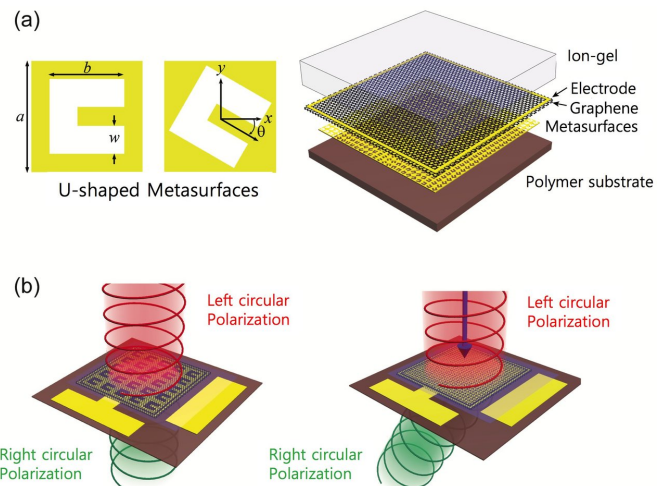 (a)
b
a
w
y
x
θ
U-shaped Metasurfaces
Ion-gel
Electrode
Graphene
Metasurfaces
Polymer substrate
(b)
Left circular
Polarization
Right circular
Polarization
Left circular
Polarization
Right circular
Polarization